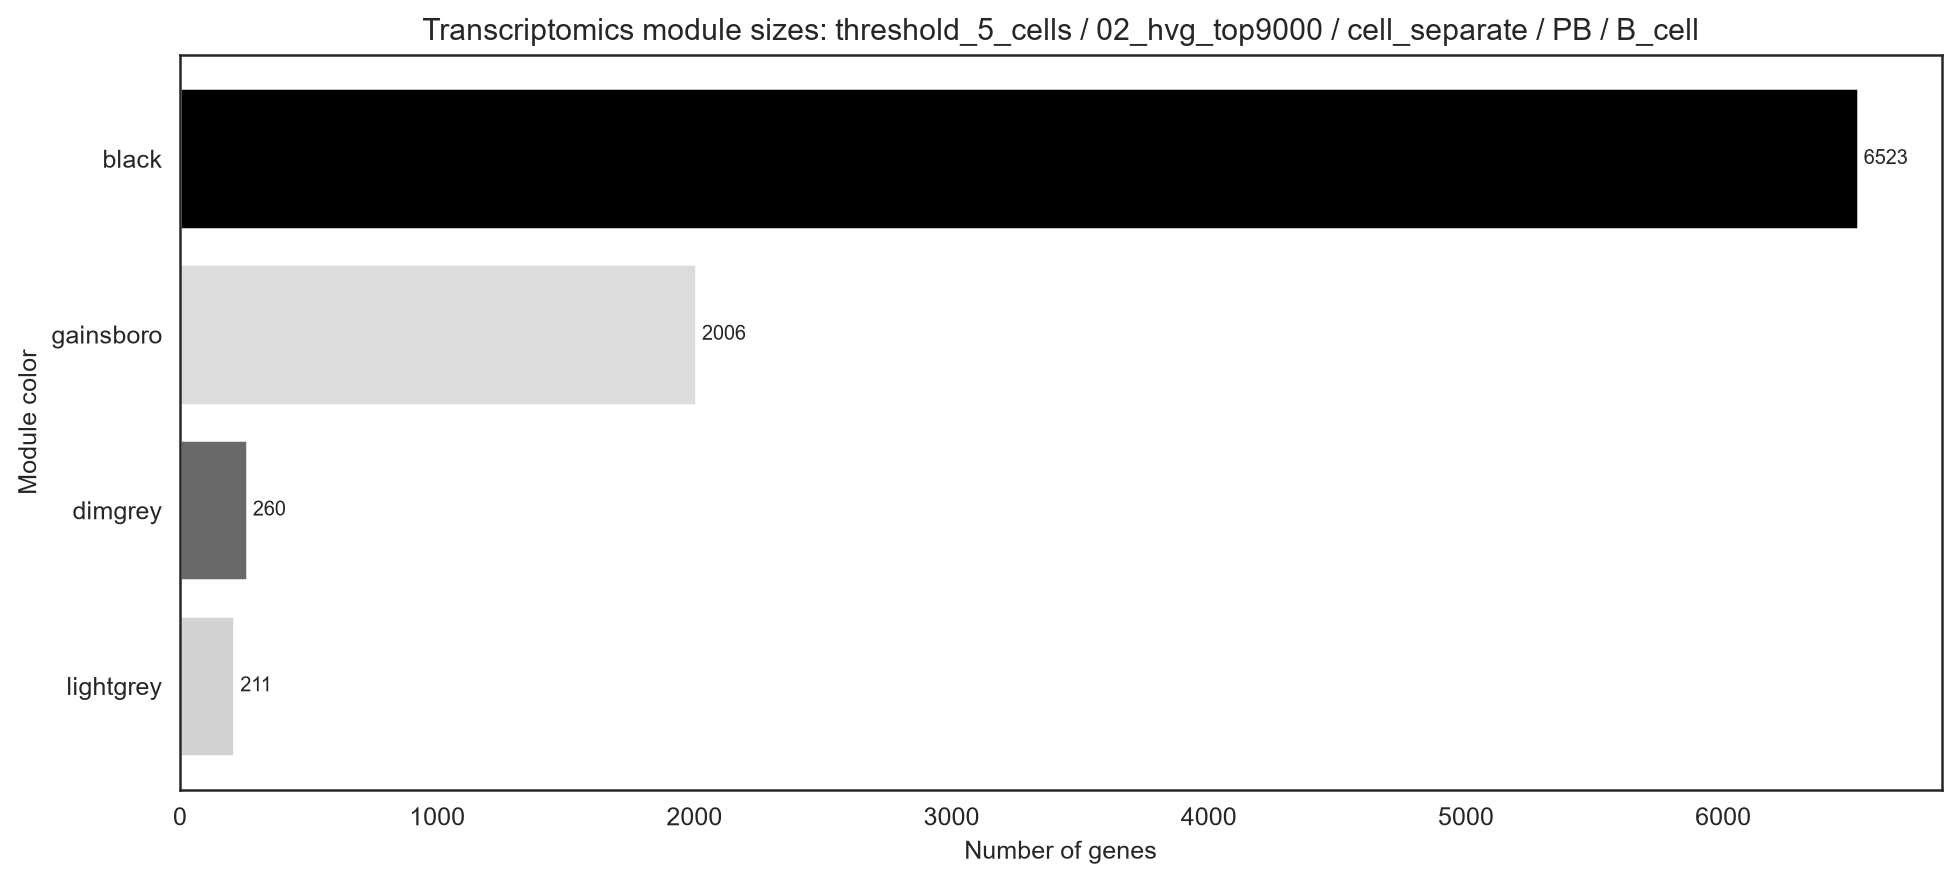 Transcriptomics module sizes: threshold_5_cells / 02_hvg_top9000 / cell_separate / PB / B_cell
Module color
black
6523
gainsboro
2006
dimgrey
260
lightgrey
211
0 1000 2000 3000 4000 5000 6000
Number of genes